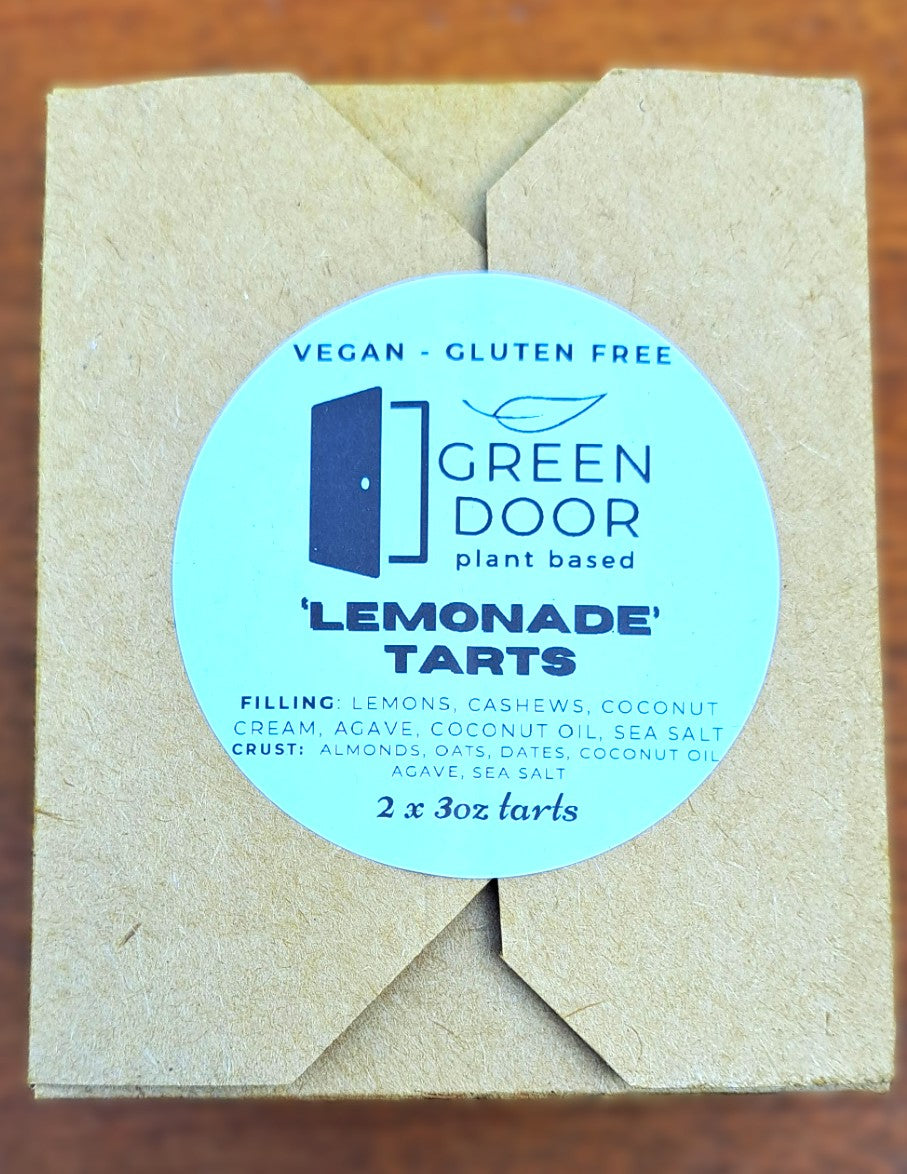 VEGAN - GLUTEN FREE
GREEN
DOOR
plant based
'LEMONADE'
TARTS
FILLING: LEMONS, CASHEWS, COCONUT
CREAM, AGAVE, COCONUT OIL, SEA SALT
CRUST: ALMONDS, OATS, DATES, COCONUT OIL
AGAVE, SEA SALT
2 x 3oz tarts